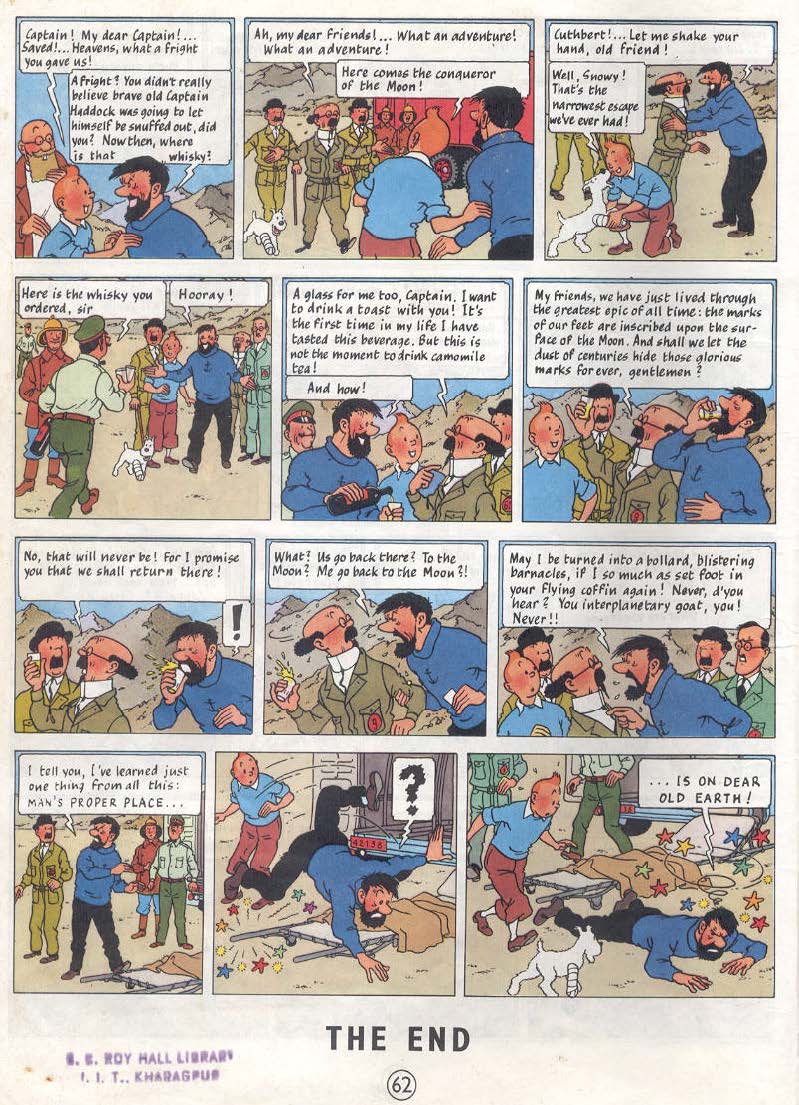 Captain! My dear Captain!...
Saved!... Heavens, what a fright
you gave us!
A fright? You didn't really
believe brave old Captain
Haddock was going to let
himself be snuffed out, did
you? Now then, where
is that whisky?
Ah, my dear friends!... What an adventure!
What an adventure!
Here comes the conqueror
of the Moon!
Cuthbert!... Let me shake your
hand, old friend!
Well, Snowy!
That's the
narrowest escape
we've ever had!
Here is the whisky you
ordered, sir
Hooray!
A glass for me too, Captain. I want
to drink a toast with you! It's
the first time in my life I have
tasted this beverage. But this is
not the moment to drink camomile
tea!
And how!
My friends, we have just lived through
the greatest epic of all time: the marks
of our feet are inscribed upon the sur-
face of the Moon. And shall we let the
dust of centuries hide those glorious
marks for ever, gentlemen?
9
No, that will never be! For I promise
you that we shall return there!
!
What? Us go back there? To the
Moon? Me go back to the Moon?!
9
May I be turned into a bollard, blistering
barnacles, if I so much as set foot in
your flying coffin again! Never, d'you
hear? You interplanetary goat, you!
Never!!
I tell you, I've learned just
one thing from all this:
MAN'S PROPER PLACE...
?
42138
...IS ON DEAR
OLD EARTH!
THE END
B. C. ROY HALL LIBRARY
I. I. T., KHARAGPUR
62